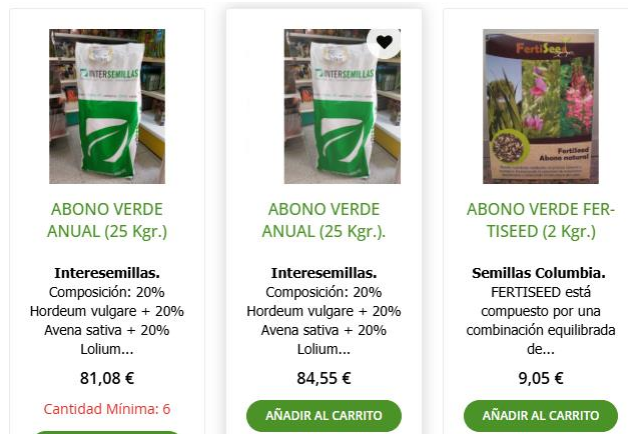 INTERSEMILLAS
ABONO VERDE
ANUAL (25 Kgr.)
Interesemillas.
Composición: 20%
Hordeum vulgare + 20%
Avena sativa + 20%
Lolium...
81,08 €
Cantidad Mínima: 6
INTERSEMILLAS
ABONO VERDE
ANUAL (25 Kgr.).
Interesemillas.
Composición: 20%
Hordeum vulgare + 20%
Avena sativa + 20%
Lolium...
84,55 €
AÑADIR AL CARRITO
FertiSeed
FertiSeed
Abono natural
ABONO VERDE FER-
TISEED (2 Kgr.)
Semillas Columbia.
FERTISEED está
compuesto por una
combinación equilibrada
de...
9,05 €
AÑADIR AL CARRITO